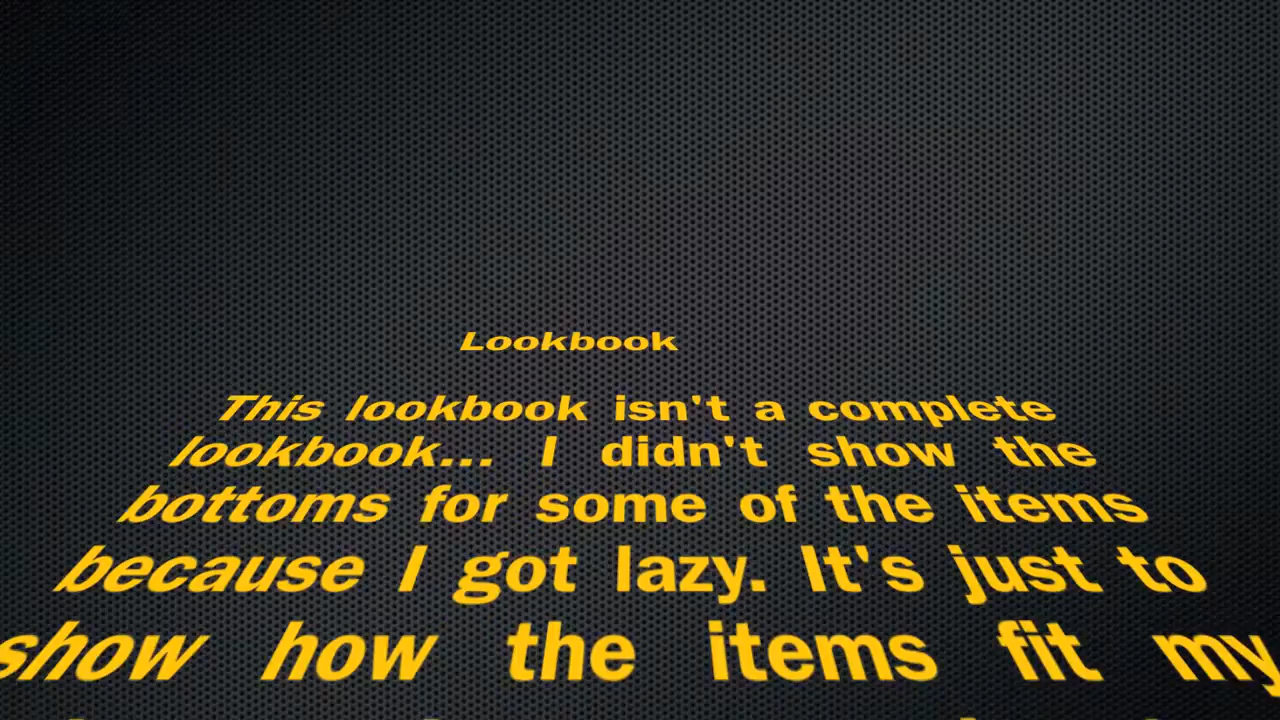 Lookbook
This lookbook isn't a complete
lookbook... I didn't show the
bottoms for some of the items
because I got lazy. It's just to
show how the items fit my